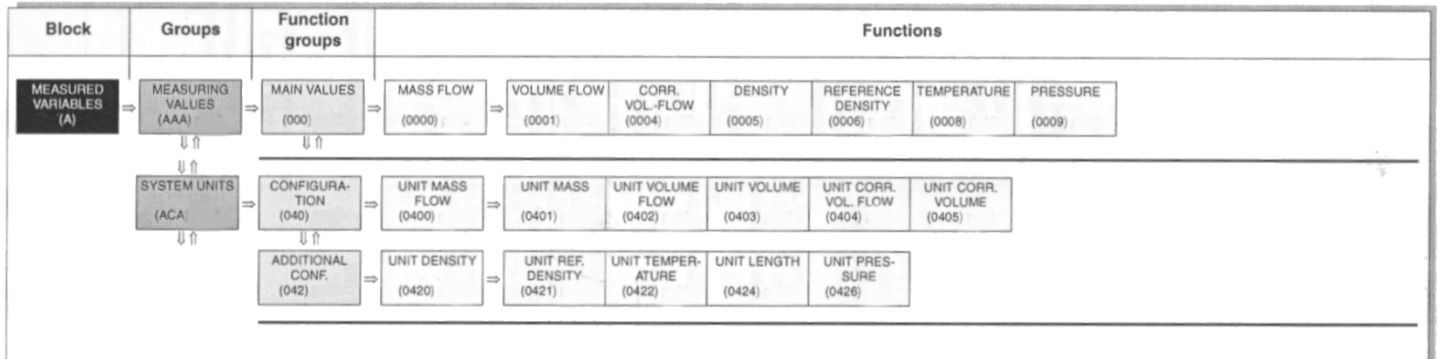 Block
Groups
Function
groups
Functions
MEASURED
VARIABLES
(A)
MEASURING
VALUES
(AAA)
MAIN VALUES
(000)
MASS FLOW
(0000)
VOLUME FLOW
(0001)
CORR.
VOL.-FLOW
(0004)
DENSITY
(0005)
REFERENCE
DENSITY
(0006)
TEMPERATURE
(0008)
PRESSURE
(0009)
SYSTEM UNITS
(ACA)
CONFIGURA-
TION
(040)
UNIT MASS
FLOW
(0400)
UNIT MASS
(0401)
UNIT VOLUME
FLOW
(0402)
UNIT VOLUME
(0403)
UNIT CORR.
VOL. FLOW
(0404)
UNIT CORR.
VOLUME
(0405)
ADDITIONAL
CONF.
(042)
UNIT DENSITY
(0420)
UNIT REF.
DENSITY
(0421)
UNIT TEMPER-
ATURE
(0422)
UNIT LENGTH
(0424)
UNIT PRES-
SURE
(0426)